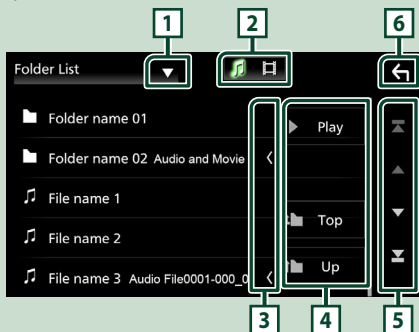 1 2 6
Folder List
Folder name 01
Play
Folder name 02 Audio and Movie
File name 1
File name 2
Top
File name 3 Audio File0001-000_0
Up
3 4 5